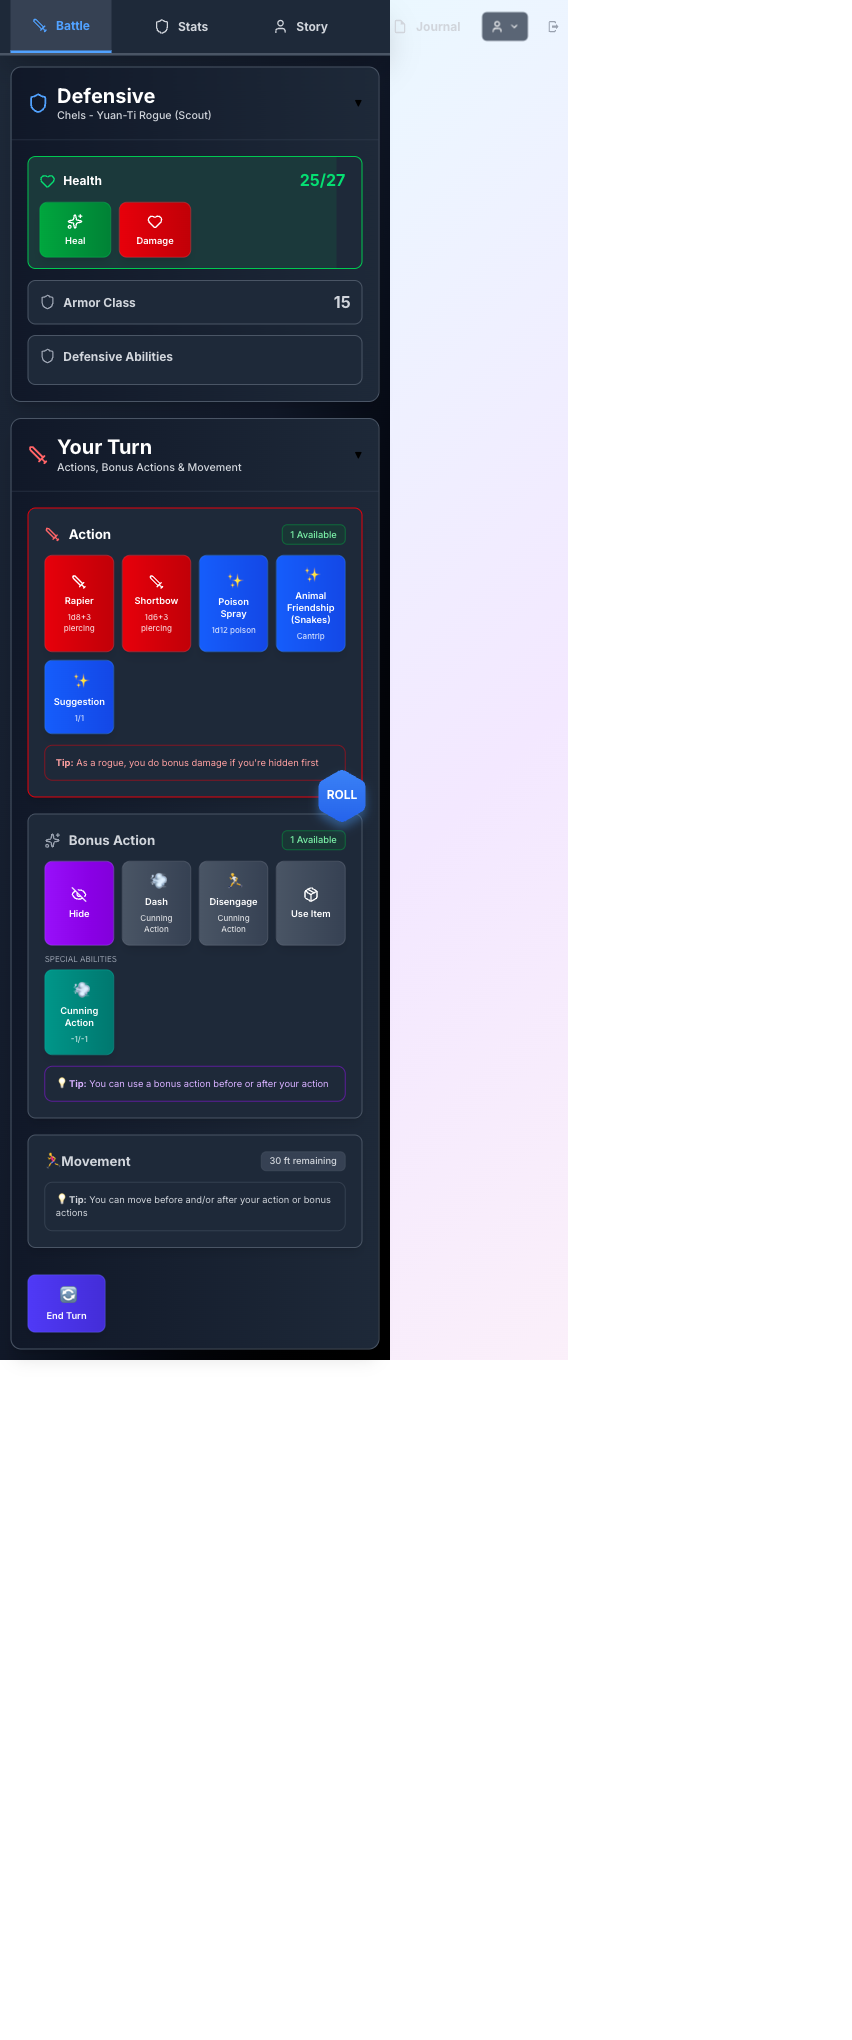 Battle
Stats
Story
Journal
Defensive
Chels - Yuan-Ti Rogue (Scout)
▼
Health
25/27
Heal
Damage
Armor Class
15
Defensive Abilities
Your Turn
Actions, Bonus Actions & Movement
▼
Action
1 Available
Rapier
1d8+3
piercing
Shortbow
1d6+3
piercing
Poison
Spray
1d12 poison
Animal
Friendship
(Snakes)
Cantrip
Suggestion
1/1
Tip: As a rogue, you do bonus damage if you're hidden first
ROLL
Bonus Action
1 Available
Hide
Dash
Cunning
Action
Disengage
Cunning
Action
Use Item
SPECIAL ABILITIES
Cunning
Action
-1/-1
Tip: You can use a bonus action before or after your action
Movement
30 ft remaining
Tip: You can move before and/or after your action or bonus
actions
End Turn